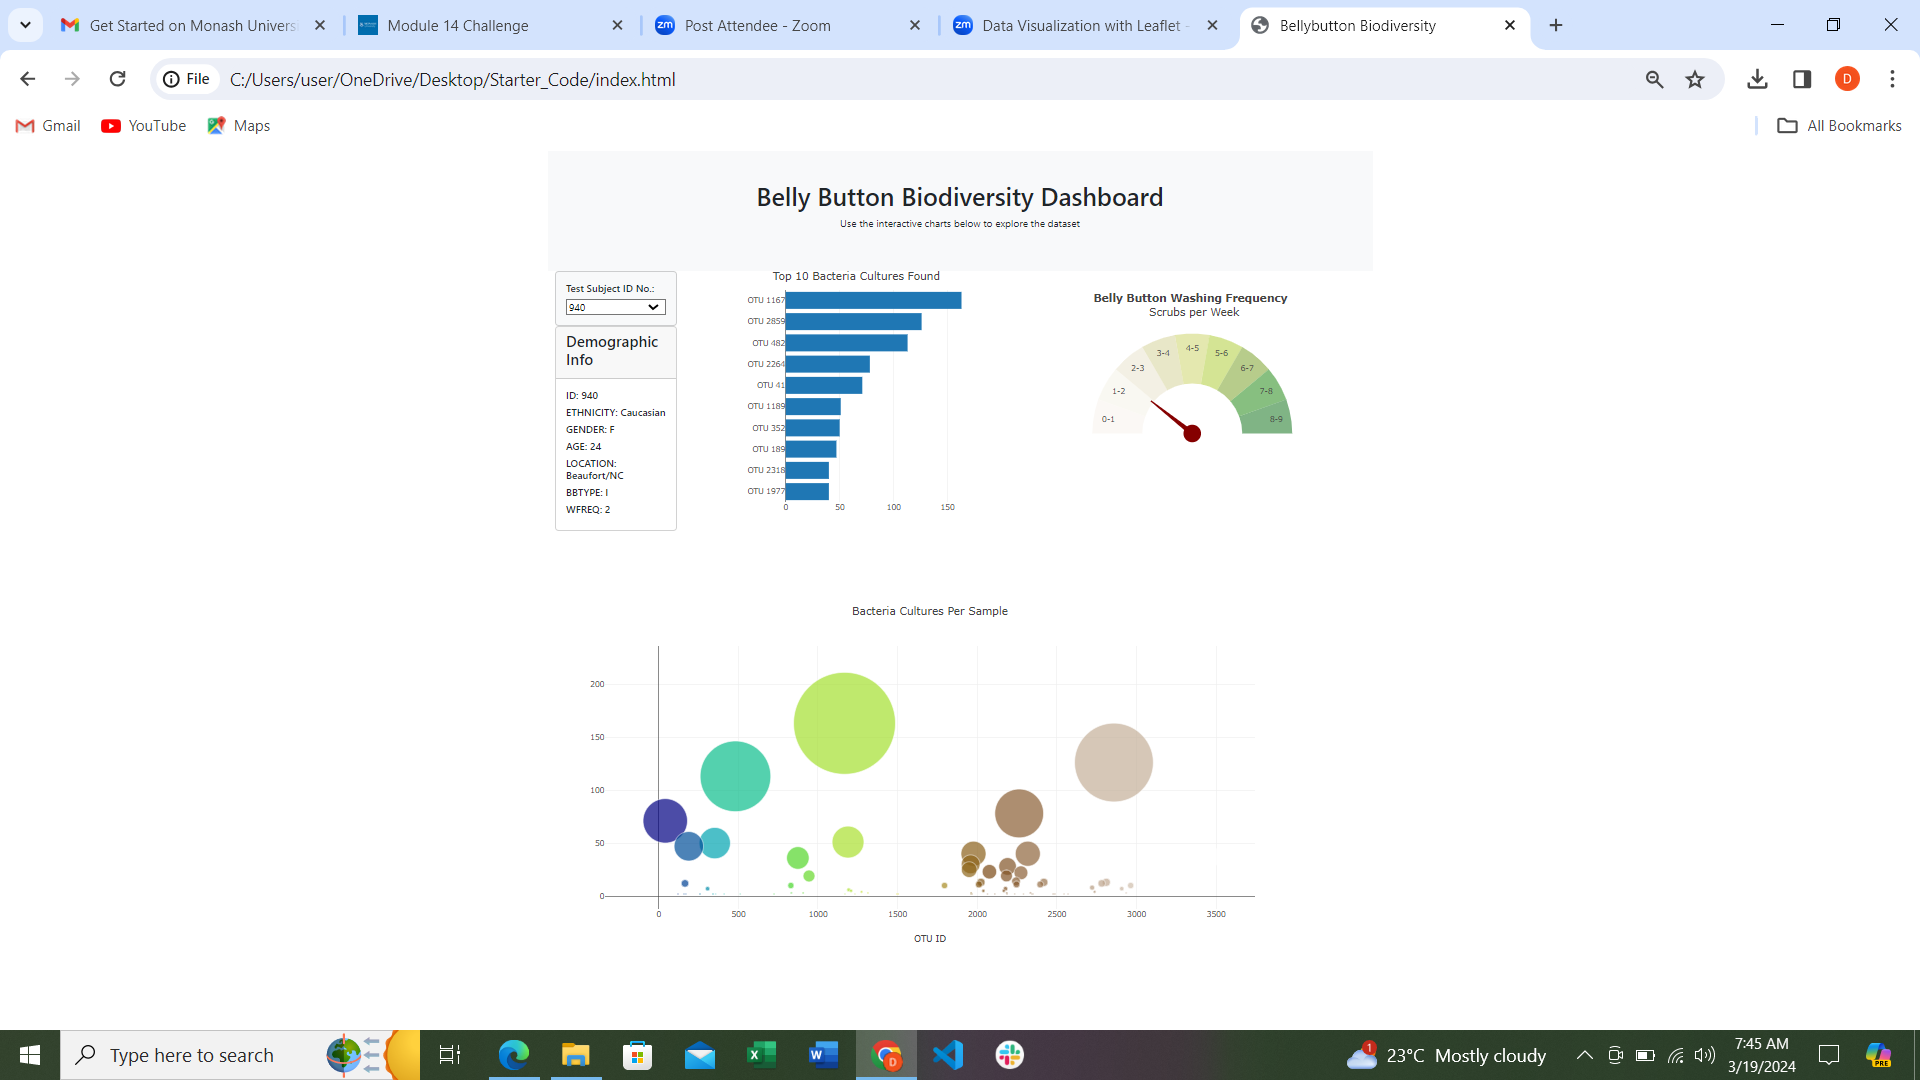 Get Started on Monash Univers
Module 14 Challenge
Post Attendee - Zoom
Data Visualization with Leaflet -
Bellybutton Biodiversity
File
C:/Users/user/OneDrive/Desktop/Starter_Code/index.html
D
Gmail
YouTube
Maps
All Bookmarks
Belly Button Biodiversity Dashboard
Use the interactive charts below to explore the dataset
Test Subject ID No.:
940
Demographic
Info
ID: 940
ETHNICITY: Caucasian
GENDER: F
AGE: 24
LOCATION:
Beaufort/NC
BBTYPE: I
WFREQ: 2
Top 10 Bacteria Cultures Found
OTU 1167
OTU 2859
OTU 482
OTU 2264
OTU 41
OTU 1189
OTU 352
OTU 189
OTU 2318
OTU 1977
0 50 100 150
Belly Button Washing Frequency
Scrubs per Week
0-1
1-2
2-3
3-4
4-5
5-6
6-7
7-8
8-9
Bacteria Cultures Per Sample
200
150
100
50
0
0 500 1000 1500 2000 2500 3000 3500
OTU ID
Type here to search
1
23°C Mostly cloudy
7:45 AM
3/19/2024